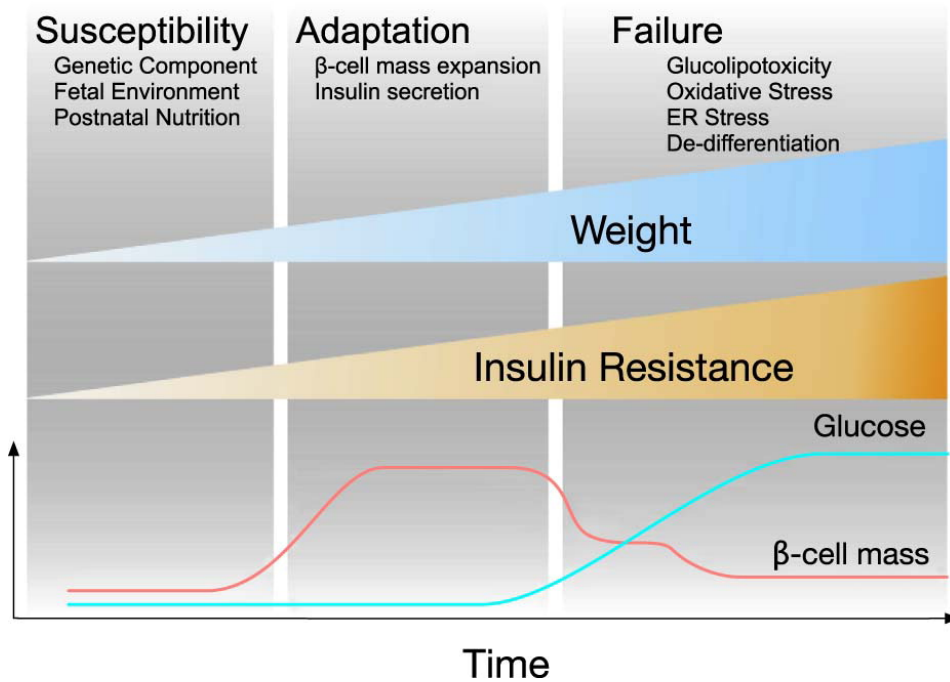 Susceptibility
Genetic Component
Fetal Environment
Postnatal Nutrition
Adaptation
β-cell mass expansion
Insulin secretion
Failure
Glucolipotoxicity
Oxidative Stress
ER Stress
De-differentiation
Weight
Insulin Resistance
Glucose
β-cell mass
Time